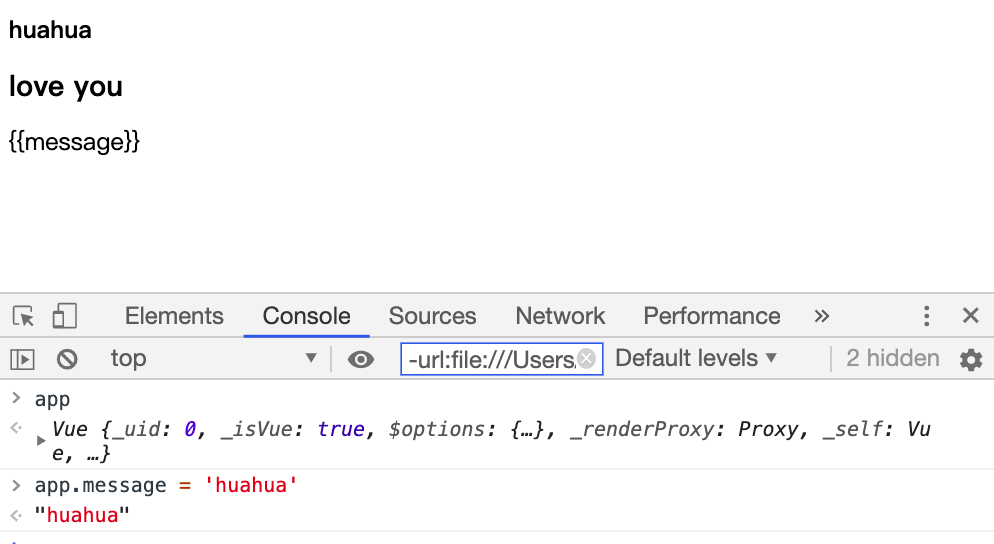 huahua
love you
{{message}}
Elements Console Sources Network Performance »
top -url:file:///Users/ Default levels 2 hidden
> app
Vue {_uid: 0, _isVue: true, $options: {…}, _renderProxy: Proxy, _self: Vu
e, …}
> app.message = 'huahua'
"huahua"